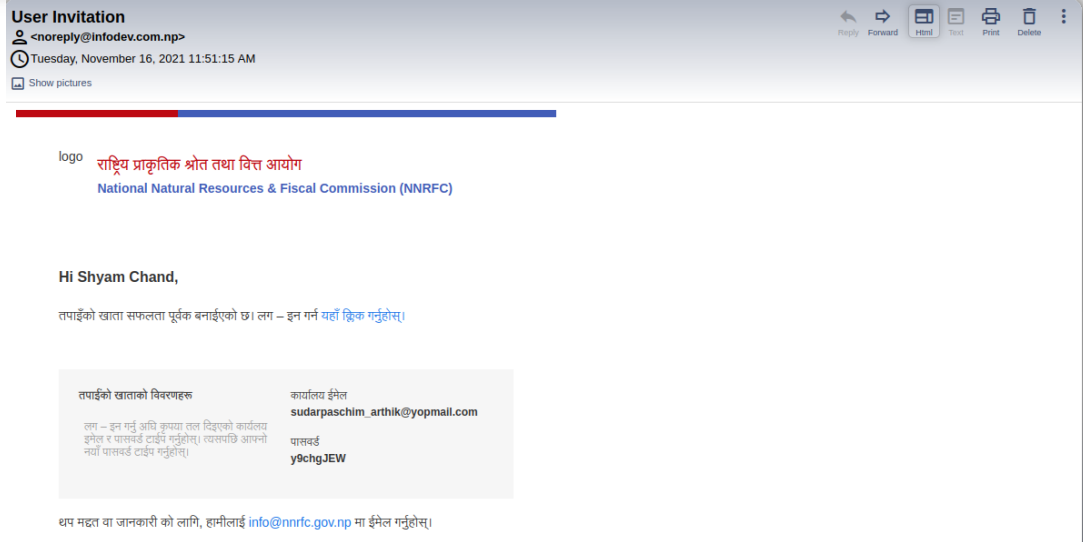 User Invitation
<noreply@infodev.com.np>
Tuesday, November 16, 2021 11:51:15 AM
Show pictures
Reply Forward Html Text Print Delete
logo
राष्ट्रिय प्राकृतिक श्रोत तथा वित्त आयोग
National Natural Resources & Fiscal Commission (NNRFC)
Hi Shyam Chand,
तपाइँको खाता सफलता पूर्वक बनाईएको छ। लग – इन गर्न यहाँ क्लिक गर्नुहोस्।
तपाईंको खाताको विवरणहरू
लग – इन गर्नु अघि कृपया तल दिइएको कार्यलय
इमेल र पासवर्ड टाईप गर्नुहोस्। त्यसपछि आफ्नो
नयाँ पासवर्ड टाईप गर्नुहोस्।
कार्यालय ईमेल
sudarpaschim_arthik@yopmail.com
पासवर्ड
y9chgJEW
थप मद्दत वा जानकारी को लागि, हामीलाई info@nnrfc.gov.np मा ईमेल गर्नुहोस्।